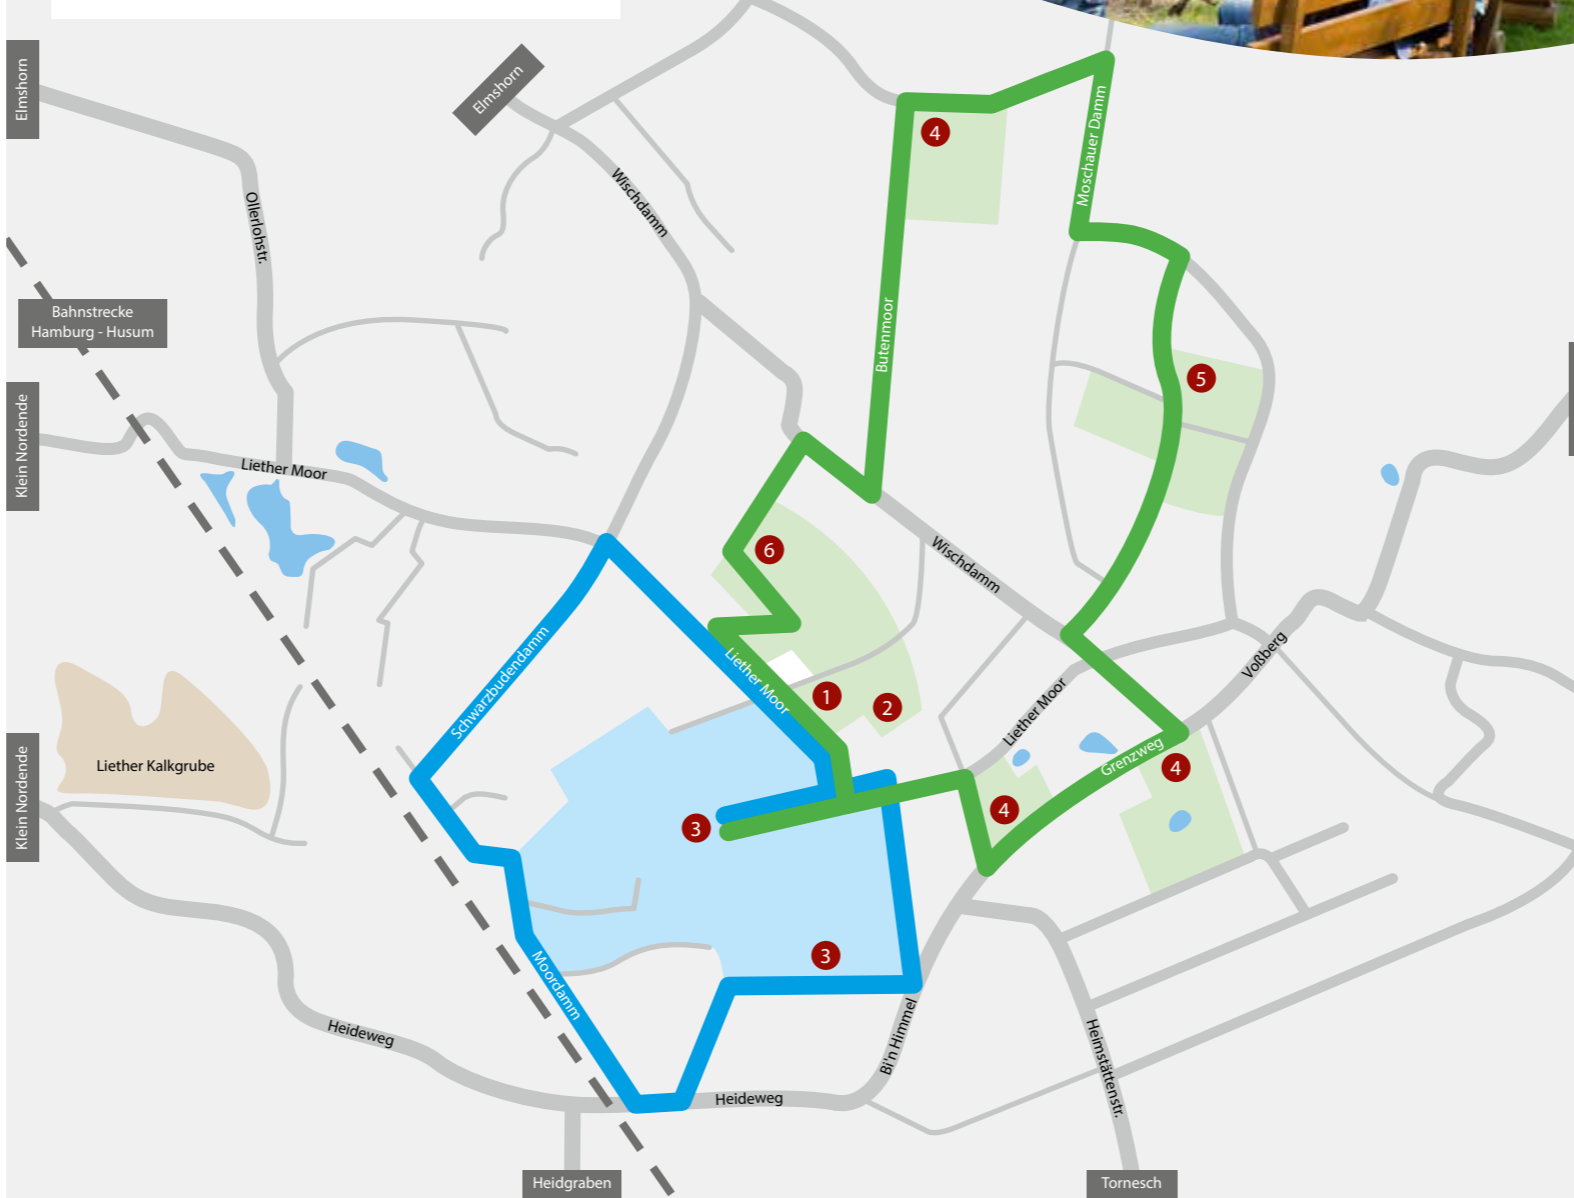 Elmshorn
Elmshorn
4
Moschauer Damm
Wischdamm
Ollerlohstr.
Bahnstrecke
Hamburg - Husum
Butenmoor
5
Klein Nordende
Liether Moor
6
Wischdamm
Schwarzbudendamm
Liether Moor
1
2
Voßberg
Liether Moor
Grenzweg
Liether Kalkgrube
4
4
Klein Nordende
3
3
Moordamm
Heideweg
Bi'n Himmel
Heimstättenstr.
Heideweg
Heidgraben
Tornesch